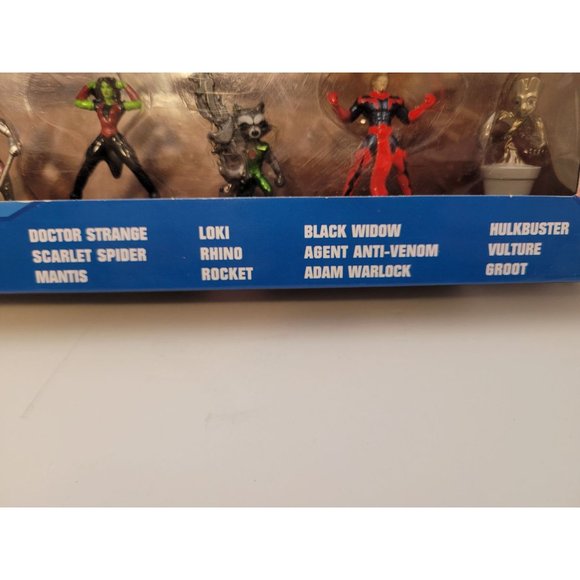 DOCTOR STRANGE LOKI BLACK WIDOW HULKBUSTER
SCARLET SPIDER RHINO AGENT ANTI-VENOM VULTURE
MANTIS ROCKET ADAM WARLOCK GROOT